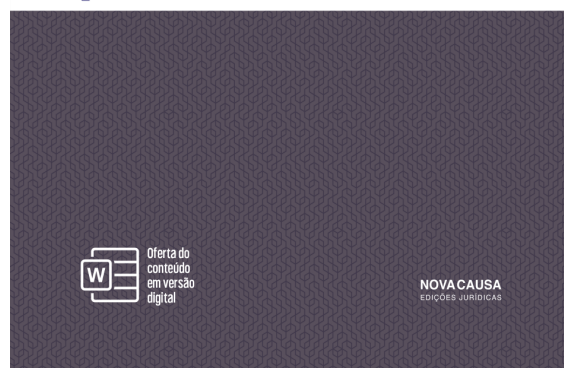 W
Oferta do
conteúdo
em versão
digital
NOVA CAUSA
EDIÇÕES JURÍDICAS